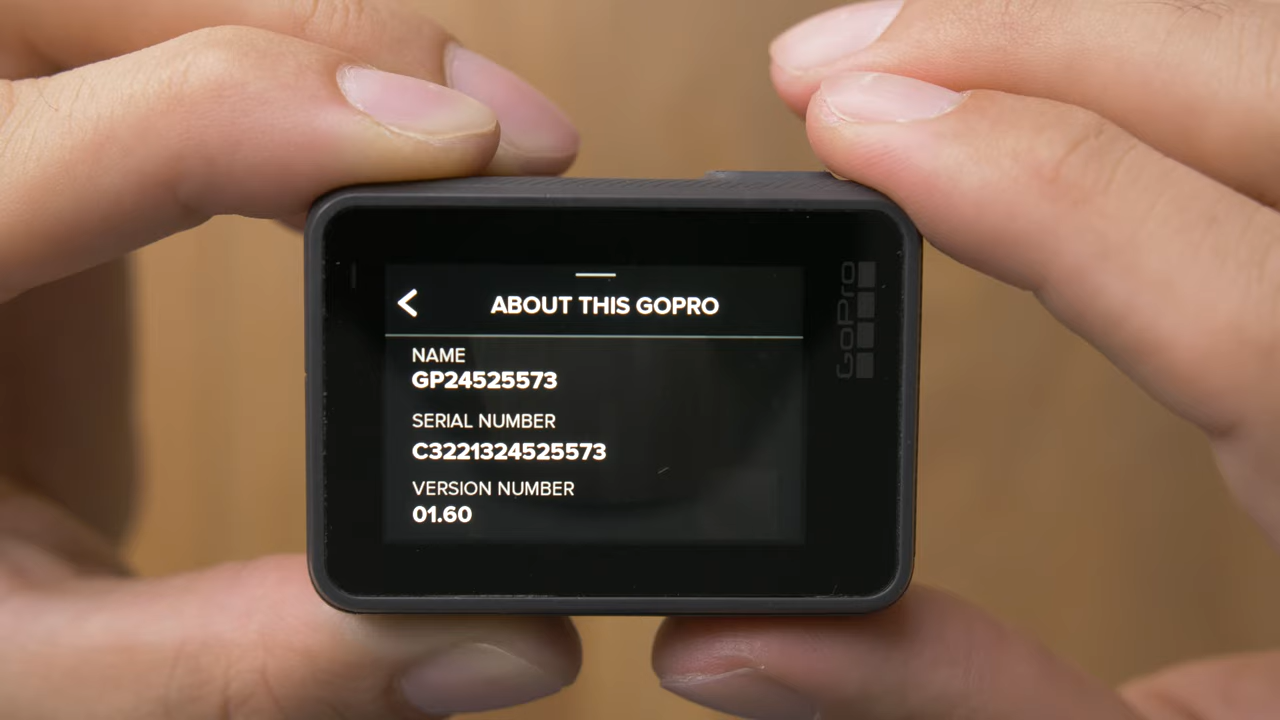 ABOUT THIS GOPRO
NAME
GP24525573
SERIAL NUMBER
C3221324525573
VERSION NUMBER
01.60
GoPro